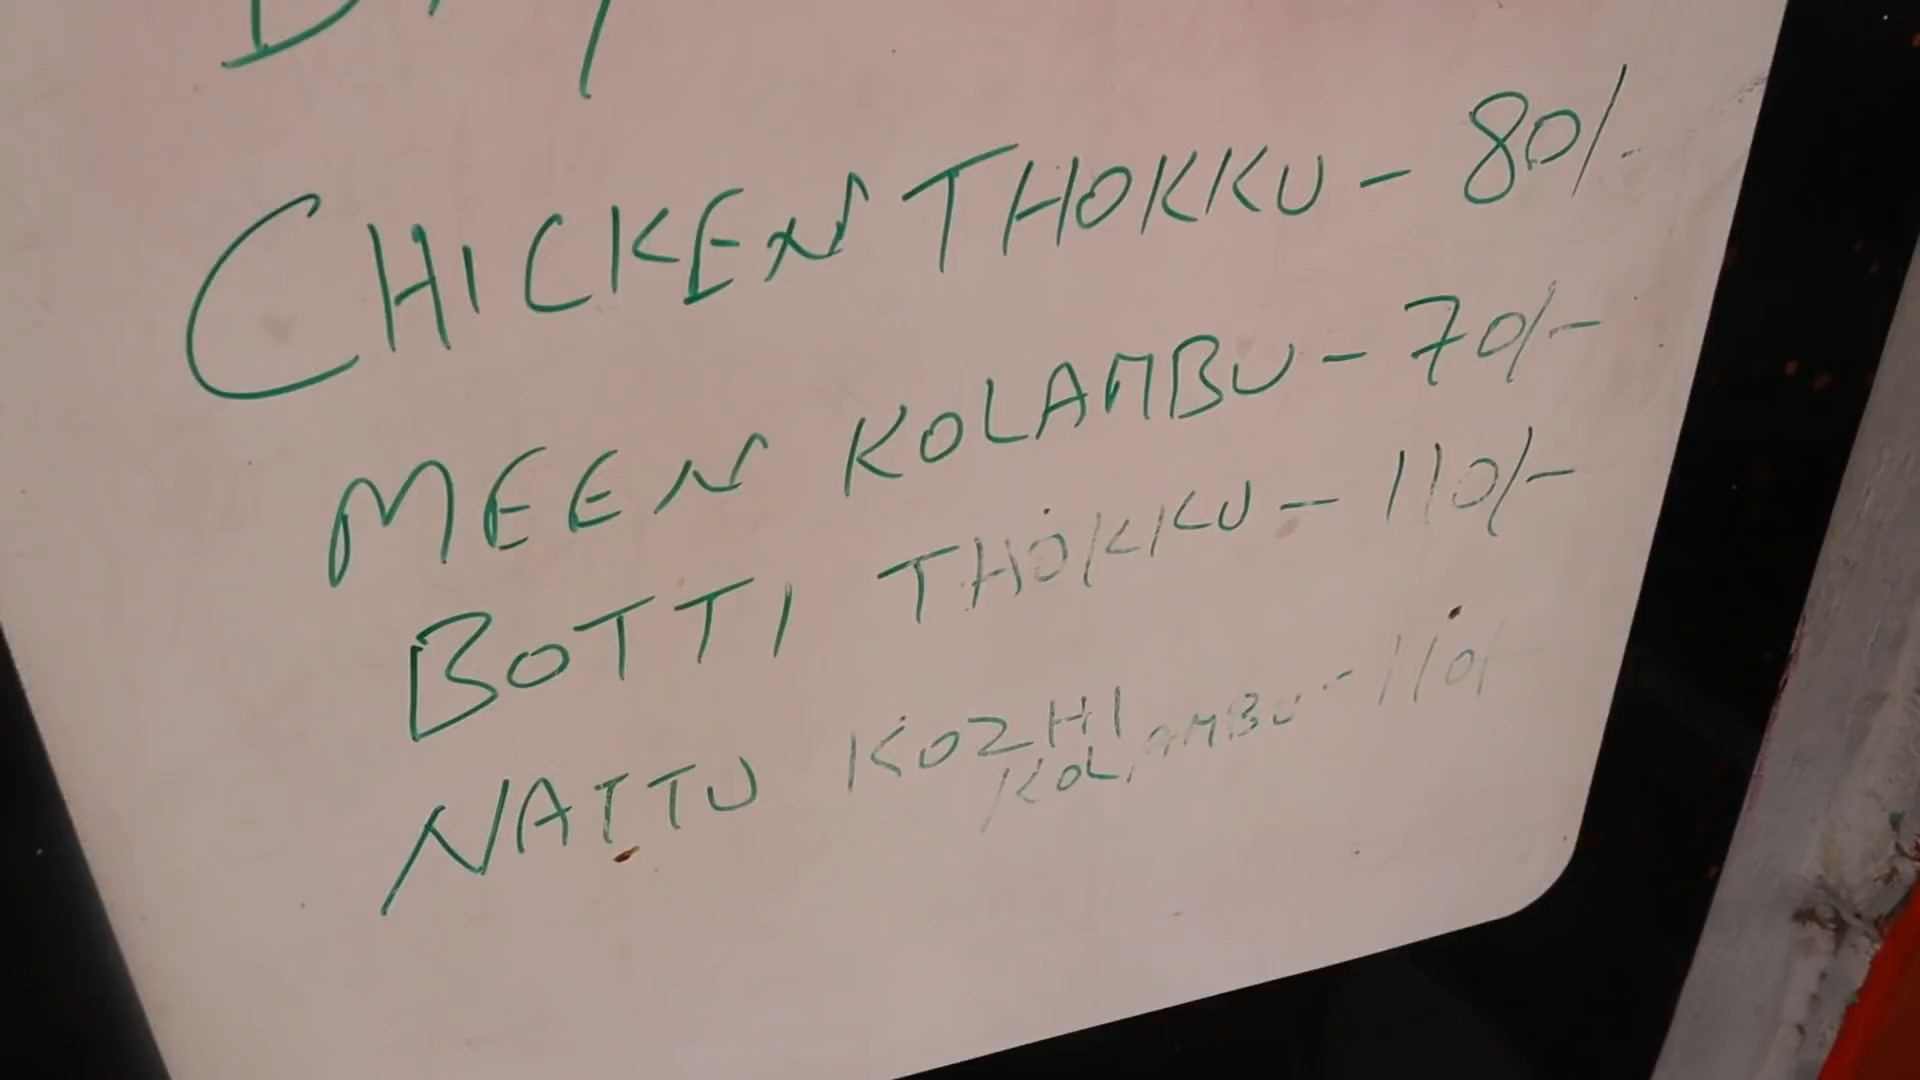 CHICKEN THOKKU - 80/-
MEEN KOLAMBU - 70/-
BOTTI THOKKU - 110/-
NATTU KOZHI
KOLAMBU - 110/